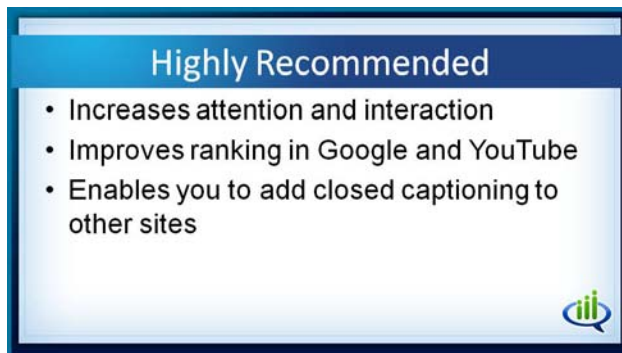 Highly Recommended
• Increases attention and interaction
• Improves ranking in Google and YouTube
• Enables you to add closed captioning to
other sites